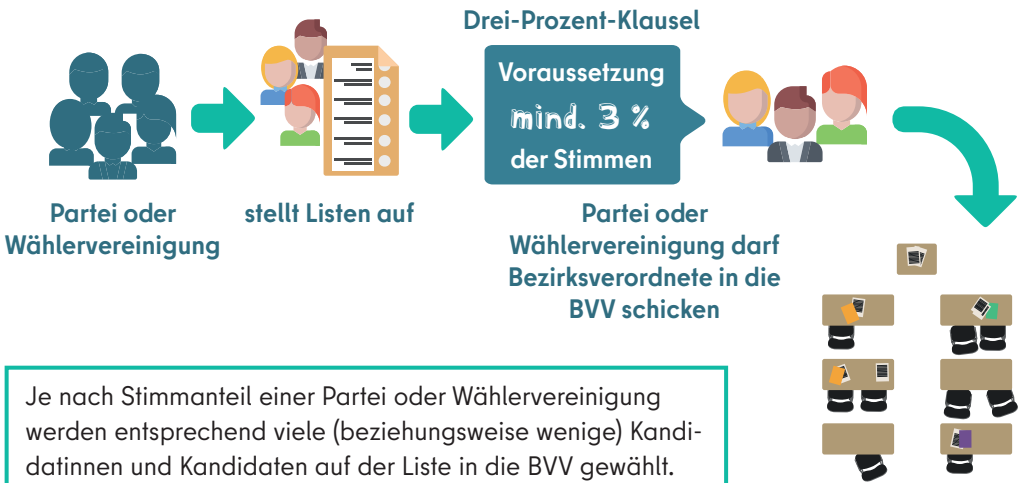 Drei-Prozent-Klausel
Voraussetzung
mind. 3 %
der Stimmen
Partei oder
Wählervereinigung
stellt Listen auf
Partei oder
Wählervereinigung darf
Bezirksverordnete in die
BVV schicken
Je nach Stimmanteil einer Partei oder Wählervereinigung
werden entsprechend viele (beziehungsweise wenige) Kandi-
datinnen und Kandidaten auf der Liste in die BVV gewählt.